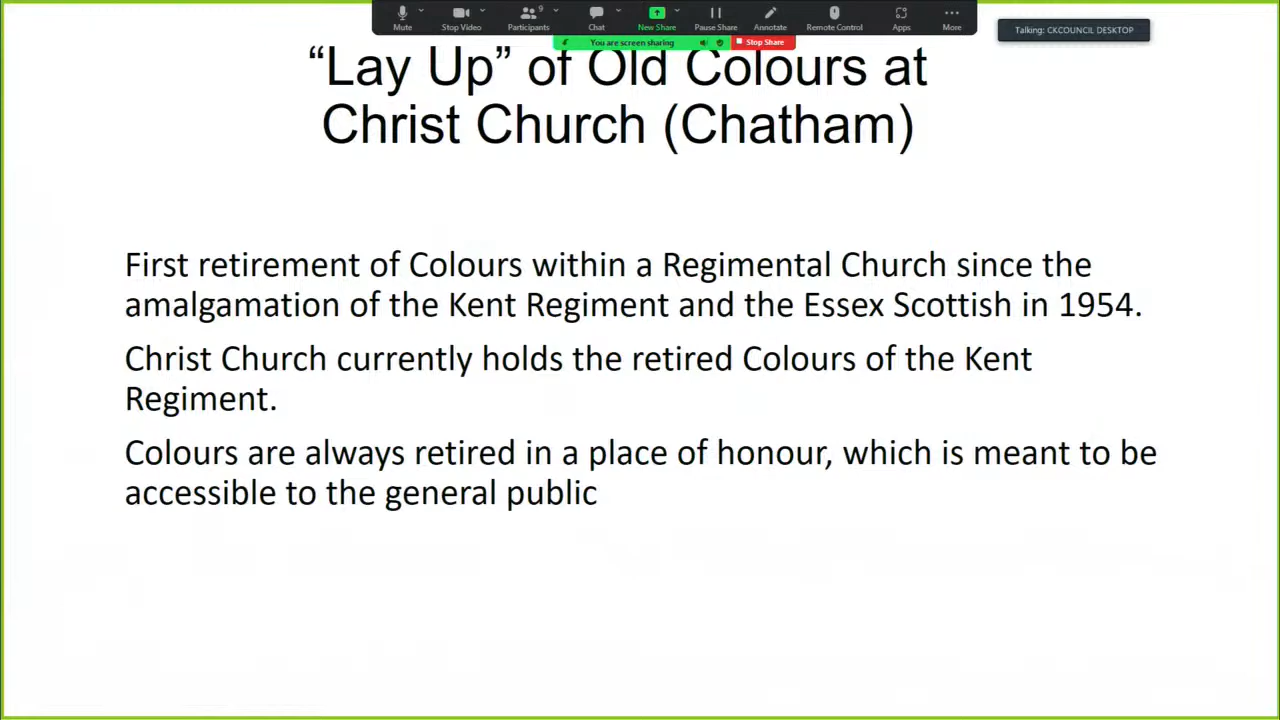 Mute
Stop Video
9
Participants
Chat
New Share
Pause Share
Annotate
Remote Control
Apps
More
Talking: CKCOUNCIL DESKTOP
You are screen sharing
Stop Share
“Lay Up” of Old Colours at
Christ Church (Chatham)
First retirement of Colours within a Regimental Church since the
amalgamation of the Kent Regiment and the Essex Scottish in 1954.
Christ Church currently holds the retired Colours of the Kent
Regiment.
Colours are always retired in a place of honour, which is meant to be
accessible to the general public